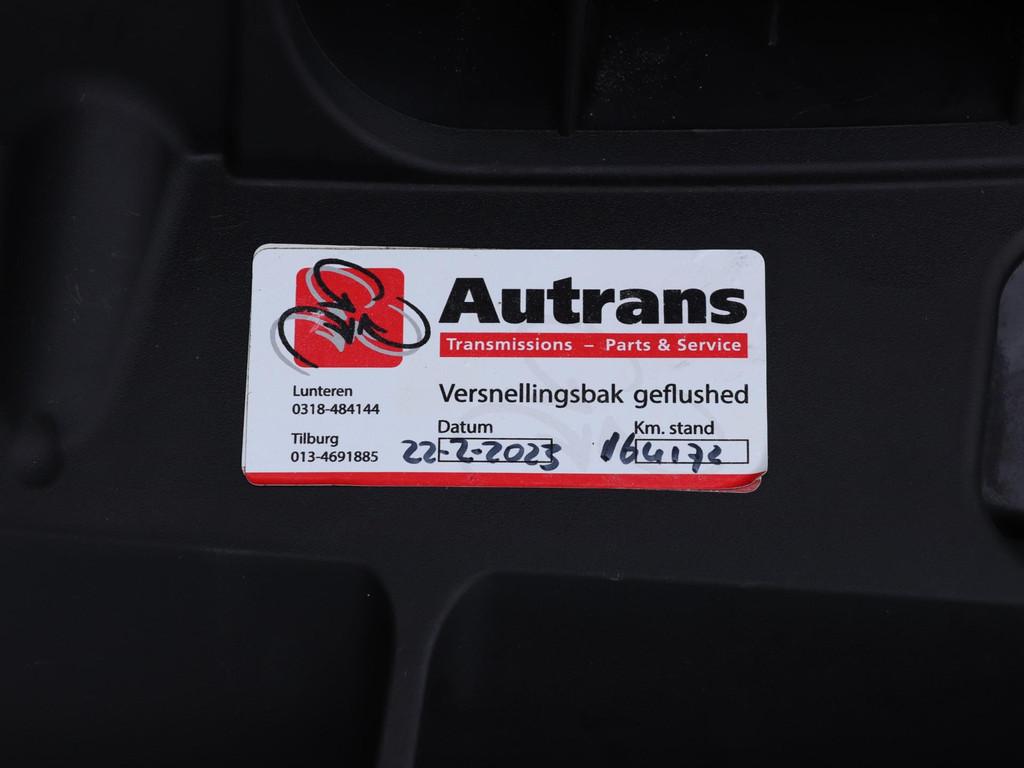 Autrans
Transmissions – Parts & Service
Lunteren
0318-484144
Tilburg
013-4691885
Versnellingsbak geflushed
Datum Km. stand
22-2-2023 164172